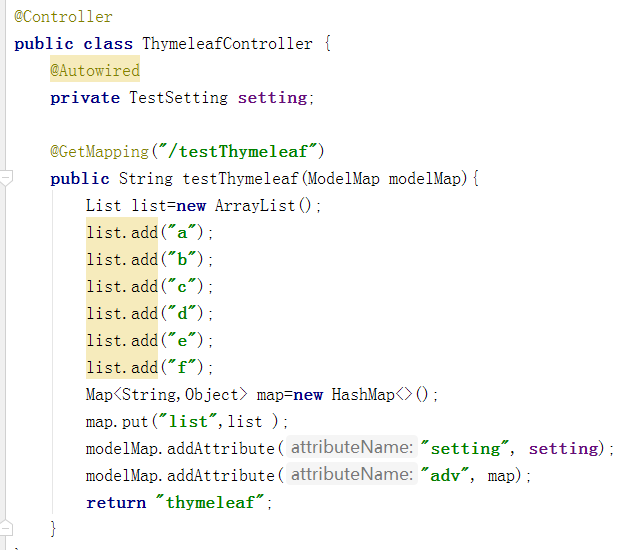 @Controller
public class ThymeleafController {
@Autowired
private TestSetting setting;
@GetMapping("/testThymeleaf")
public String testThymeleaf(ModelMap modelMap){
List list=new ArrayList();
list.add("a");
list.add("b");
list.add("c");
list.add("d");
list.add("e");
list.add("f");
Map<String,Object> map=new HashMap<>();
map.put("list",list );
modelMap.addAttribute( attributeName: "setting", setting);
modelMap.addAttribute( attributeName: "adv", map);
return "thymeleaf";
}